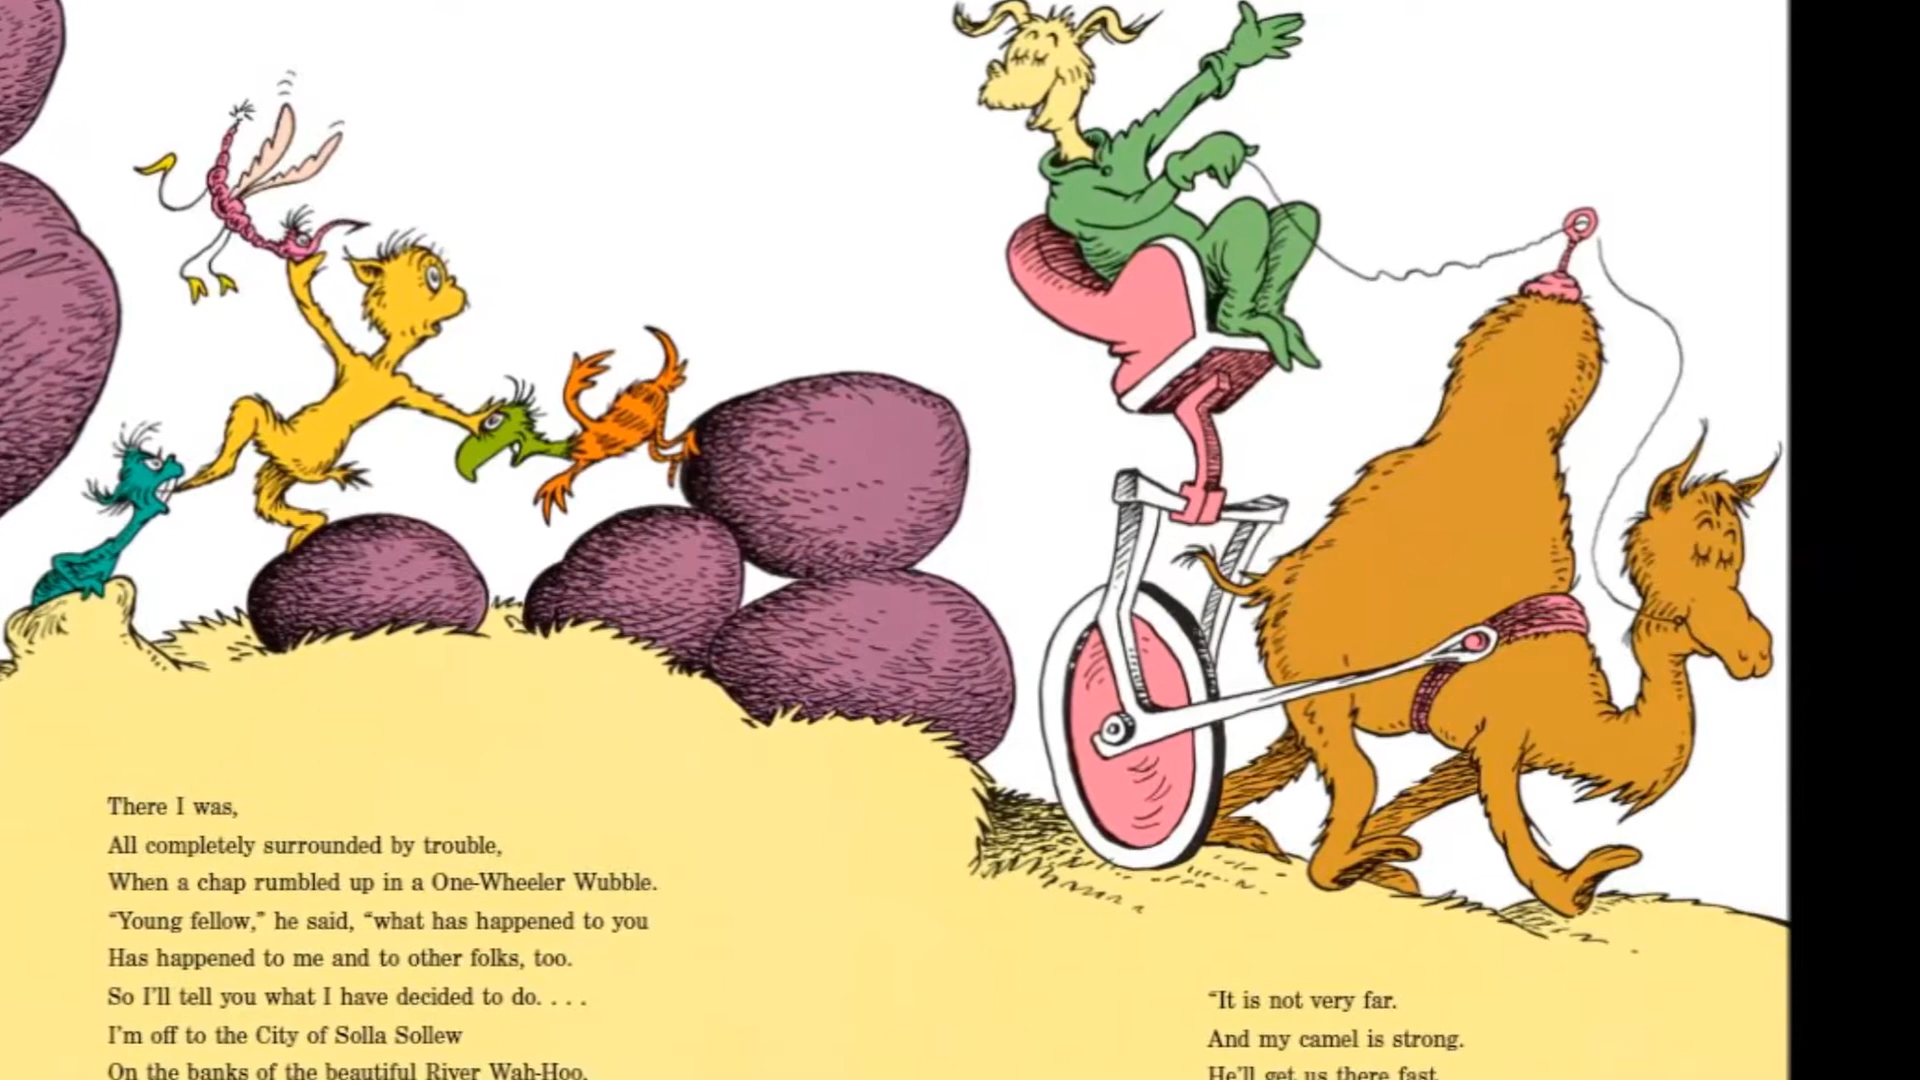 There I was,
All completely surrounded by trouble,
When a chap rumbled up in a One-Wheeler Wubble.
“Young fellow,” he said, “what has happened to you
Has happened to me and to other folks, too.
So I’ll tell you what I have decided to do. . . .
I’m off to the City of Solla Sollew
On the banks of the beautiful River Wah-Hoo,
“It is not very far.
And my camel is strong.
He’ll get us there fast.